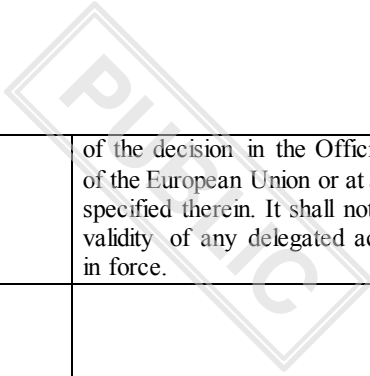 PUBLIC
of the decision in the Offici
of the European Union or at
specified therein. It shall not
validity of any delegated ac
in force.